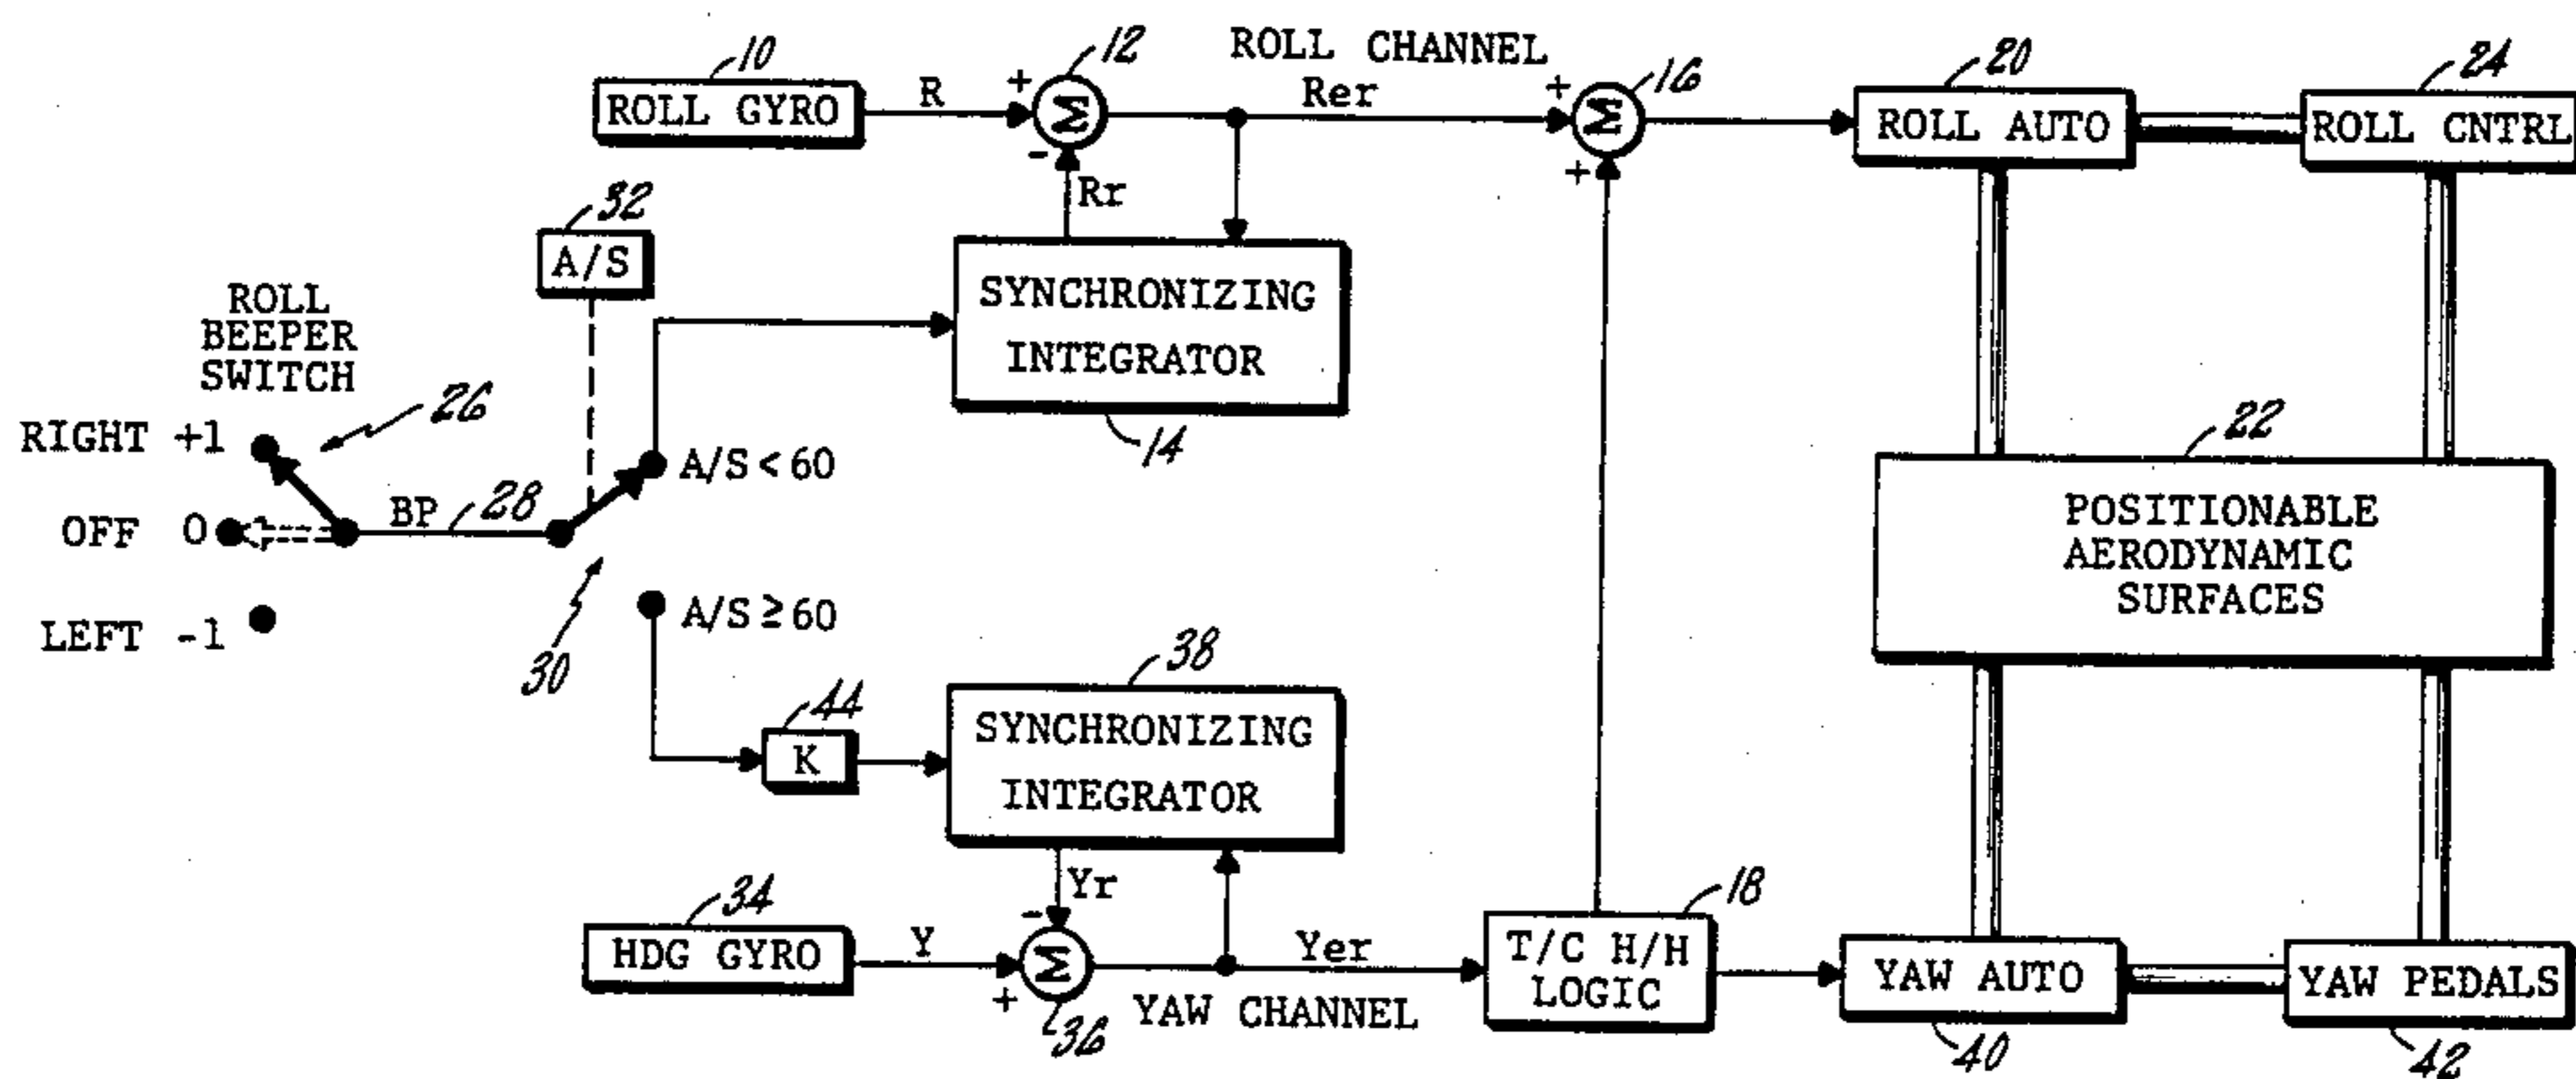 10
ROLL GYRO
R
+
12
Σ
-
Rr
ROLL CHANNEL
Rer
+
16
Σ
+
20
ROLL AUTO
24
ROLL CNTRL
32
A/S
SYNCHRONIZING
INTEGRATOR
14
ROLL
BEEPER
SWITCH
26
RIGHT +1
OFF 0
LEFT -1
BP
28
A/S < 60
A/S ≥ 60
30
22
POSITIONABLE
AERODYNAMIC
SURFACES
44
K
38
SYNCHRONIZING
INTEGRATOR
Yr
34
HDG GYRO
Y
-
+
Σ
36
Yer
YAW CHANNEL
18
T/C H/H
LOGIC
YAW AUTO
40
YAW PEDALS
42